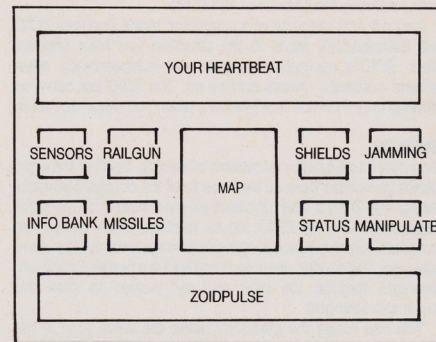 YOUR HEARTBEAT
SENSORS RAILGUN SHIELDS JAMMING
MAP
INFO BANK MISSILES STATUS MANIPULATE
ZOIDPULSE